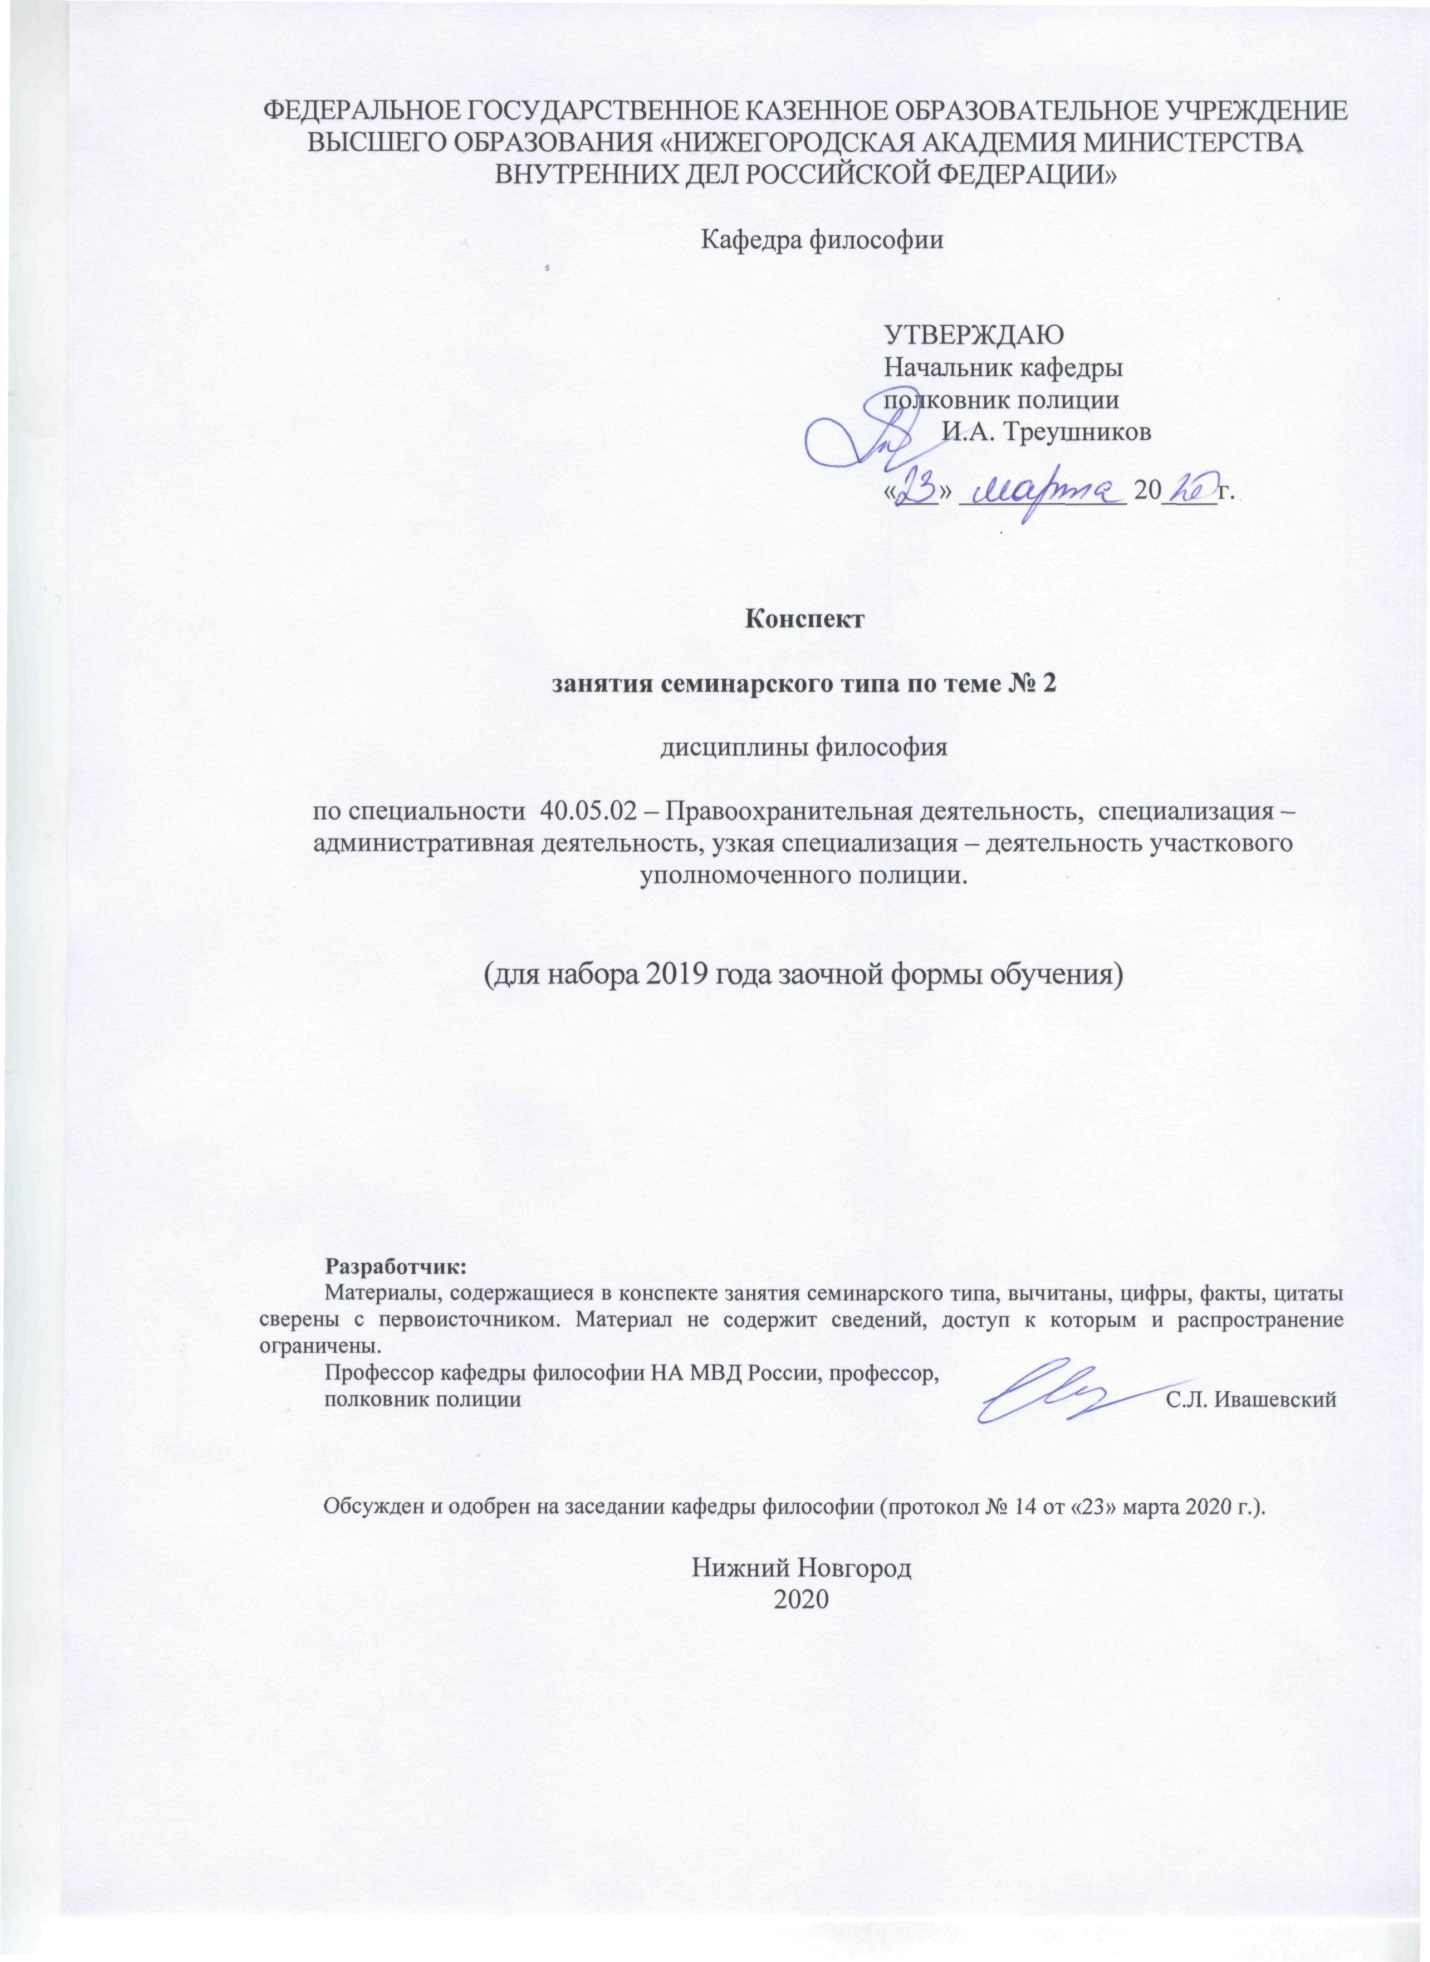 ФЕДЕРАЛЬНОЕ ГОСУДАРСТВЕННОЕ КАЗЕННОЕ ОБРАЗОВАТЕЛЬНОЕ УЧРЕЖДЕНИЕ
ВЫСШЕГО ОБРАЗОВАНИЯ «НИЖЕГОРОДСКАЯ АКАДЕМИЯ МИНИСТЕРСТВА
ВНУТРЕННИХ ДЕЛ РОССИЙСКОЙ ФЕДЕРАЦИИ»
Кафедра философии
УТВЕРЖДАЮ
Начальник кафедры
полковник полиции
И.А. Треушников
«23» марта 2020 г.
Конспект
занятия семинарского типа по теме № 2
дисциплины философия
по специальности 40.05.02 – Правоохранительная деятельность, специализация –
административная деятельность, узкая специализация – деятельность участкового
уполномоченного полиции.
(для набора 2019 года заочной формы обучения)
Разработчик:
Материалы, содержащиеся в конспекте занятия семинарского типа, вычитаны, цифры, факты, цитаты
сверены с первоисточником. Материал не содержит сведений, доступ к которым и распространение
ограничены.
Профессор кафедры философии НА МВД России, профессор,
полковник полиции С.Л. Ивашевский
Обсужден и одобрен на заседании кафедры философии (протокол № 14 от «23» марта 2020 г.).
Нижний Новгород
2020